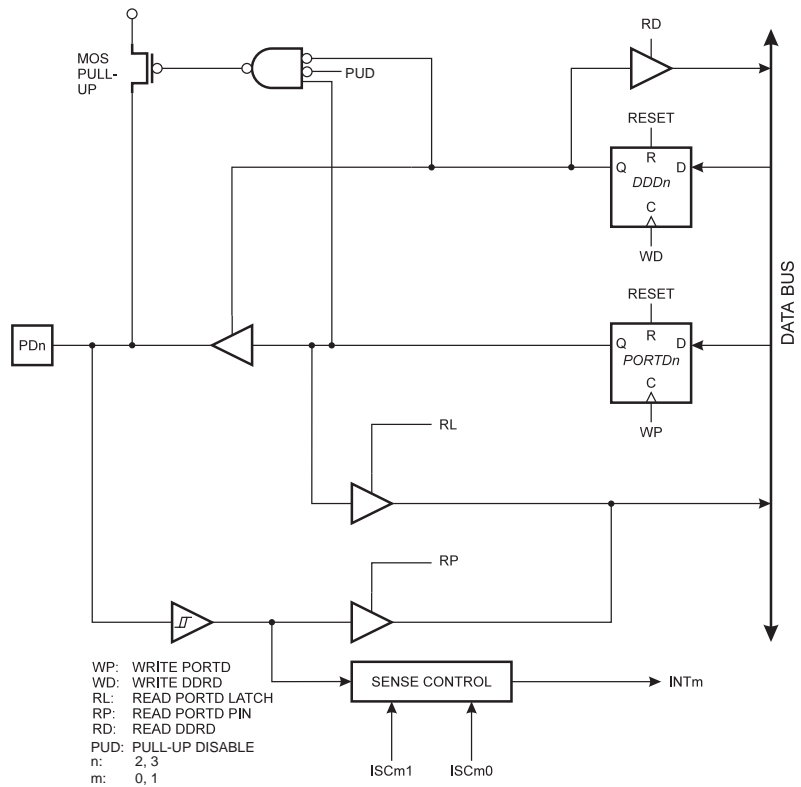 RD
MOS
PULL-
UP
PUD
RESET
R
Q
D
DDDn
C
WD
DATA BUS
RESET
PDn
R
Q
D
PORTDn
C
WP
RL
RP
WP: WRITE PORTD
WD: WRITE DDRD
RL: READ PORTD LATCH
RP: READ PORTD PIN
RD: READ DDRD
PUD: PULL-UP DISABLE
n: 2, 3
m: 0, 1
SENSE CONTROL
INTm
ISCm1
ISCm0